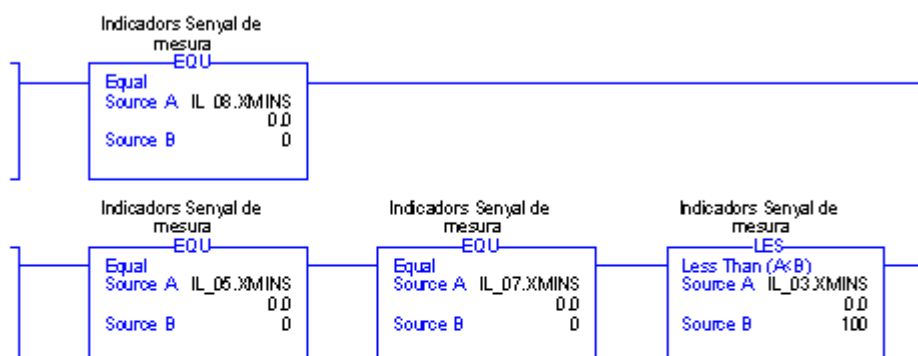 Indicadors Senyal de
mesura
EQU
Equal
Source A IL_08.XMINS
0.0
Source B 0
Indicadors Senyal de
mesura
EQU
Equal
Source A IL_05.XMINS
0.0
Source B 0
Indicadors Senyal de
mesura
EQU
Equal
Source A IL_07.XMINS
0.0
Source B 0
Indicadors Senyal de
mesura
LES
Less Than (A<B)
Source A IL_03.XMINS
0.0
Source B 100